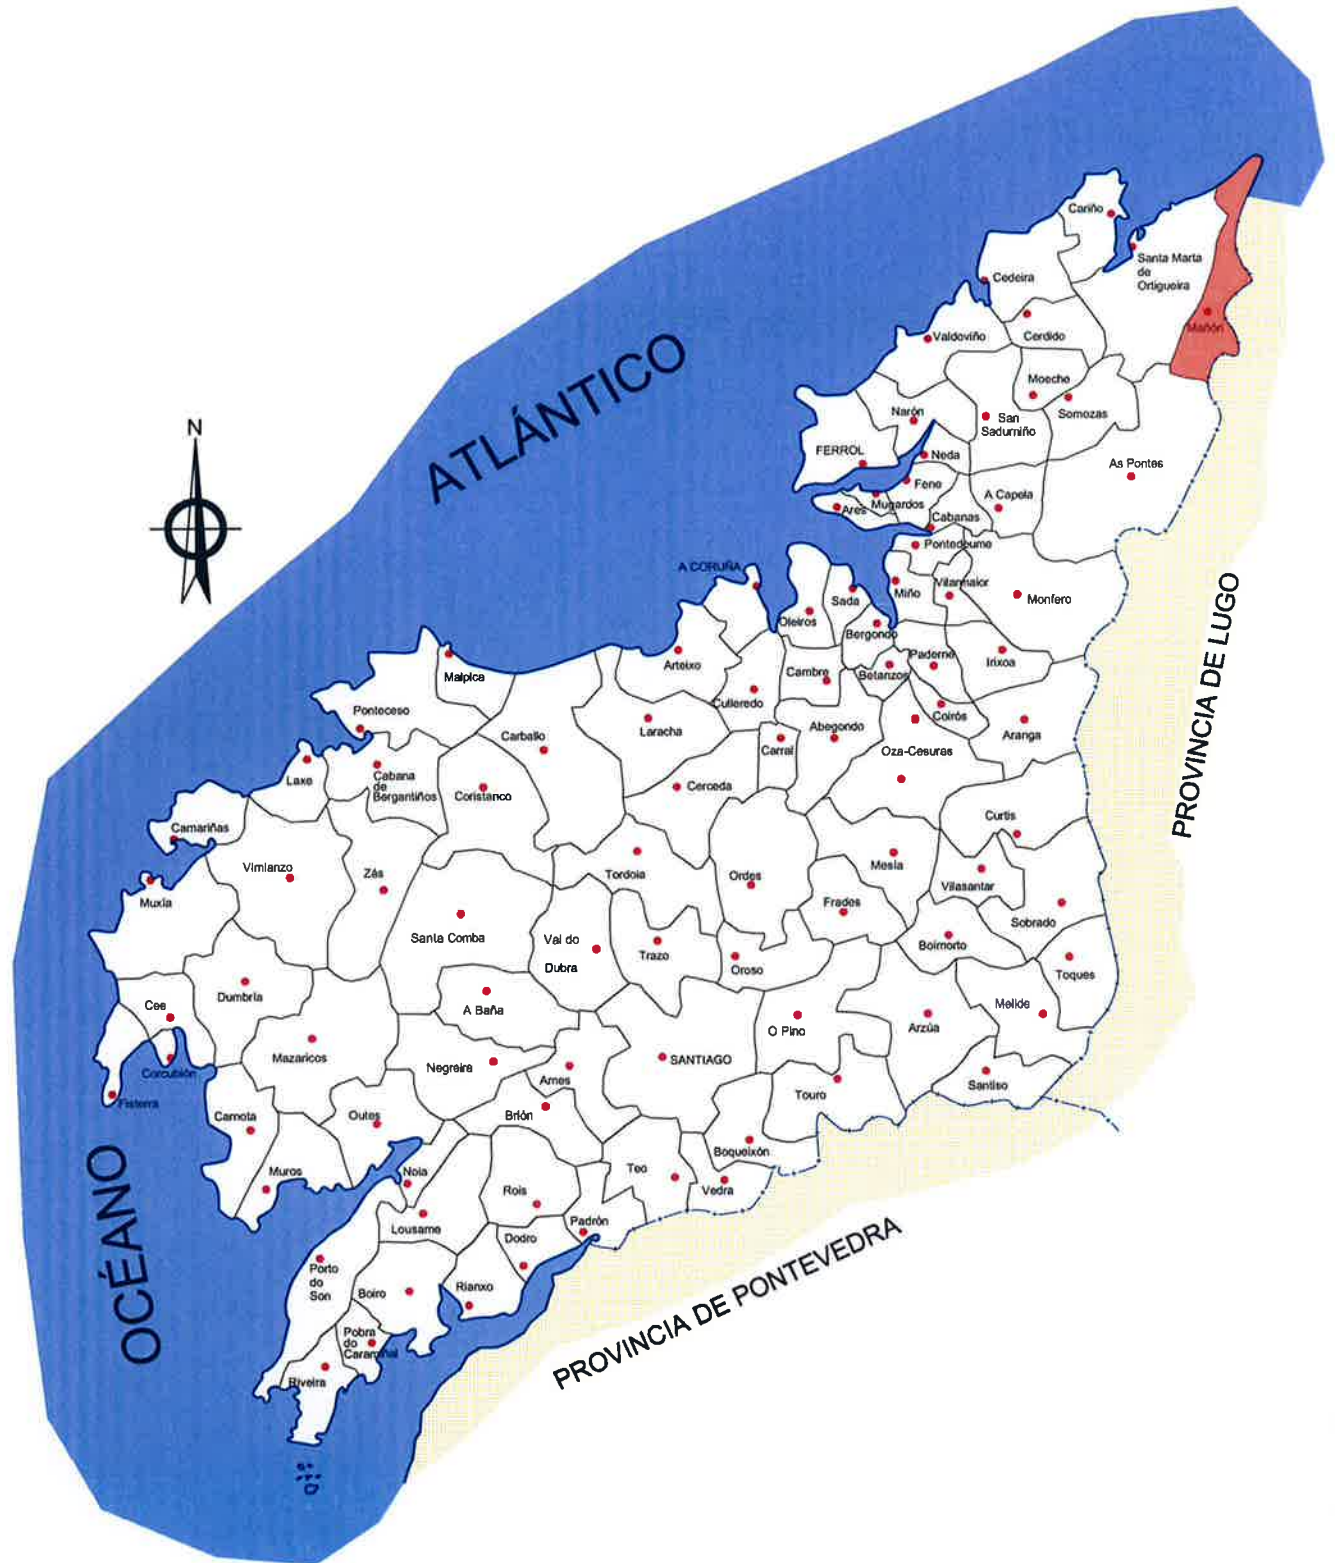 Cariño
Santa Marta
de
Ortigueira
Cedeira
Mañón
Valdoviño
Cerdido
ATLÁNTICO
Moeche
Narón
San
Sadurniño
Somozas
N
FERROL
Neda
As Pontes
Fene
A Capela
Ares
Mugardos
Cabanas
Pontedeume
A CORUÑA
Sada
Miño
Vilarmaior
Monfero
Oleiros
Bergondo
PROVINCIA DE LUGO
Arteixo
Cambre
Betanzos
Paderne
Irixoa
Malpica
Culleredo
Ponteceso
Coirós
Carballo
Laracha
Abegondo
Aranga
Carral
Oza-Cesuras
Laxe
Cabana
de
Bergantiños
Coristanco
Cerceda
Curtis
Camariñas
Vimianzo
Zás
Tordoia
Ordes
Mesía
Vilasantar
Muxía
Frades
Sobrado
Santa Comba
Val do
Dubra
Trazo
Oroso
Boimorto
Toques
Cee
Dumbría
A Baña
Melide
O Pino
Arzúa
Mazaricos
Negreira
SANTIAGO
Corcubión
Ames
Santiso
Fisterra
Touro
Carnota
Outes
Brión
Boqueixón
OCÉANO
Muros
Noia
Teo
Vedra
Rois
Lousame
Padrón
Dodro
Porto
do
Son
Boiro
Rianxo
PROVINCIA DE PONTEVEDRA
Pobra
do
Caramiñal
Riveira